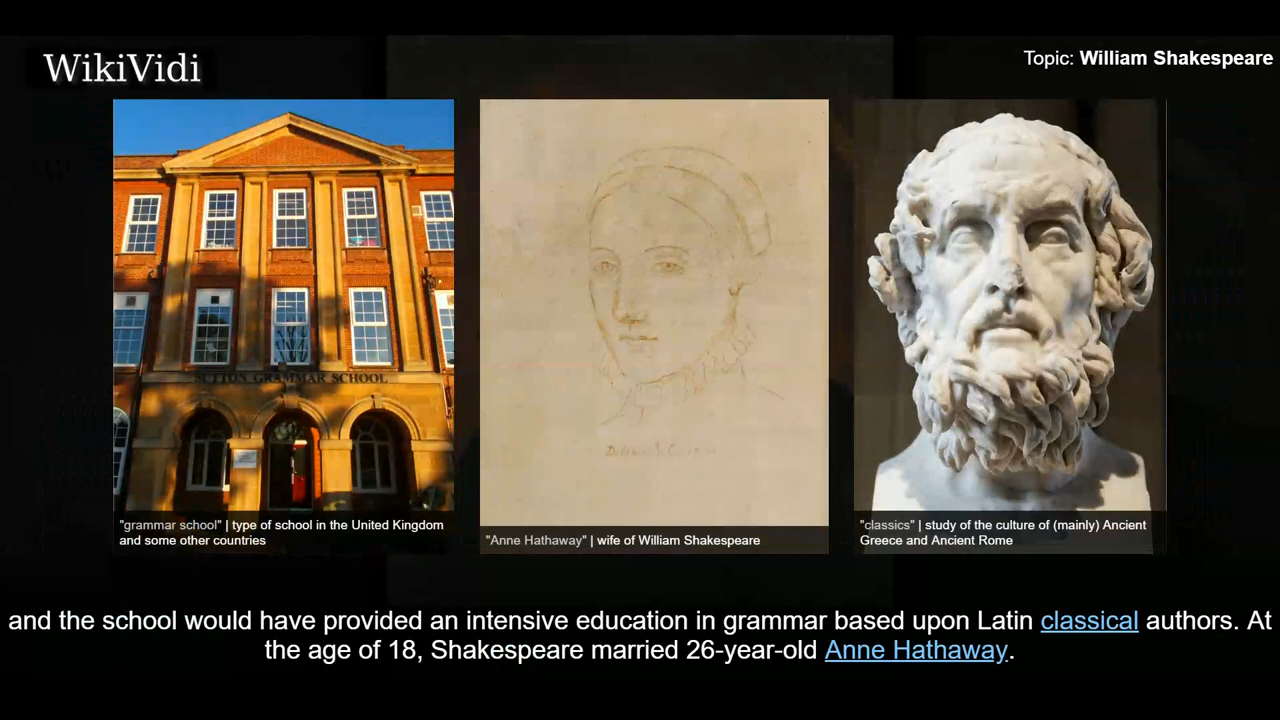 WikiVidi
Topic: William Shakespeare
SUTTON GRAMMAR SCHOOL
"grammar school" | type of school in the United Kingdom
and some other countries
"Anne Hathaway" | wife of William Shakespeare
"classics" | study of the culture of (mainly) Ancient
Greece and Ancient Rome
and the school would have provided an intensive education in grammar based upon Latin classical authors. At
the age of 18, Shakespeare married 26-year-old Anne Hathaway.